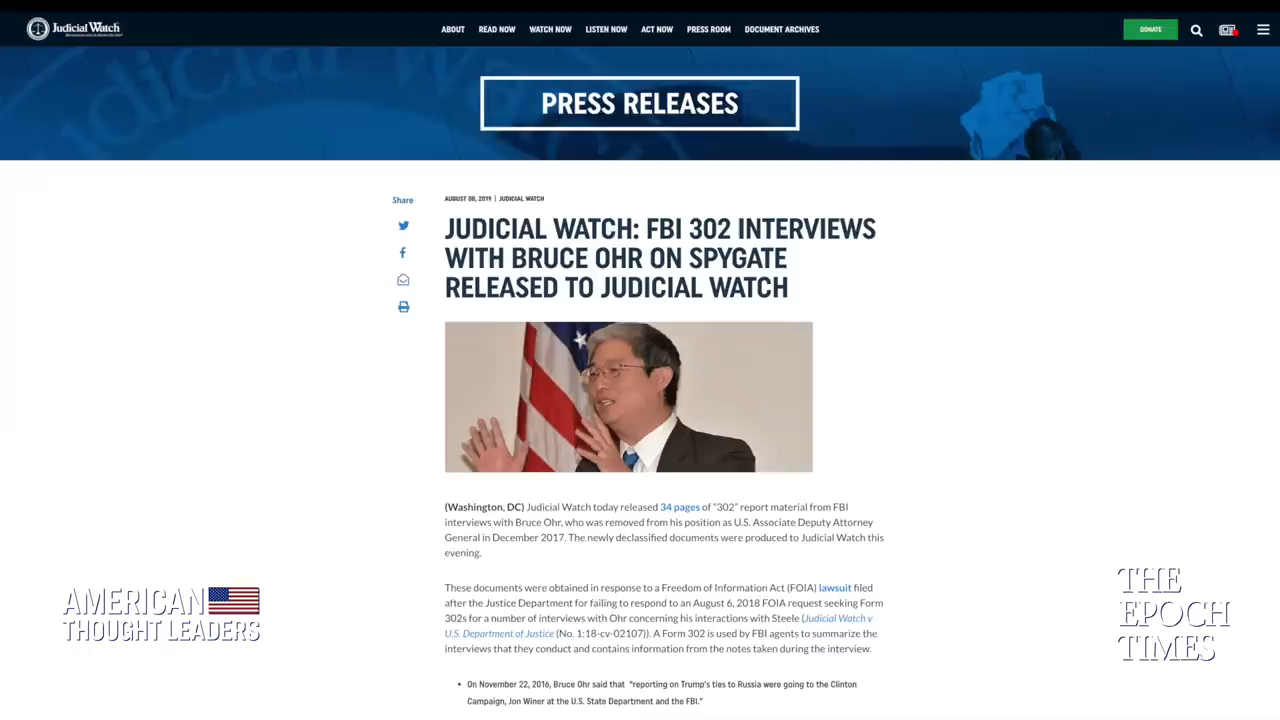 Judicial Watch
ABOUT READ NOW WATCH NOW LISTEN NOW ACT NOW PRESS ROOM DOCUMENT ARCHIVES
DONATE
PRESS RELEASES
Share
AUGUST 08, 2019 | JUDICIAL WATCH
JUDICIAL WATCH: FBI 302 INTERVIEWS
WITH BRUCE OHR ON SPYGATE
RELEASED TO JUDICIAL WATCH
(Washington, DC) Judicial Watch today released 34 pages of “302” report material from FBI
interviews with Bruce Ohr, who was removed from his position as U.S. Associate Deputy Attorney
General in December 2017. The newly declassified documents were produced to Judicial Watch this
evening.
These documents were obtained in response to a Freedom of Information Act (FOIA) lawsuit filed
after the Justice Department for failing to respond to an August 6, 2018 FOIA request seeking Form
302s for a number of interviews with Ohr concerning his interactions with Steele (Judicial Watch v
U.S. Department of Justice (No. 1:18-cv-02107)). A Form 302 is used by FBI agents to summarize the
interviews that they conduct and contains information from the notes taken during the interview.
• On November 22, 2016, Bruce Ohr said that “reporting on Trump’s ties to Russia were going to the Clinton
Campaign, Jon Winer at the U.S. State Department and the FBI.”
AMERICAN
THOUGHT LEADERS
THE
EPOCH
TIMES